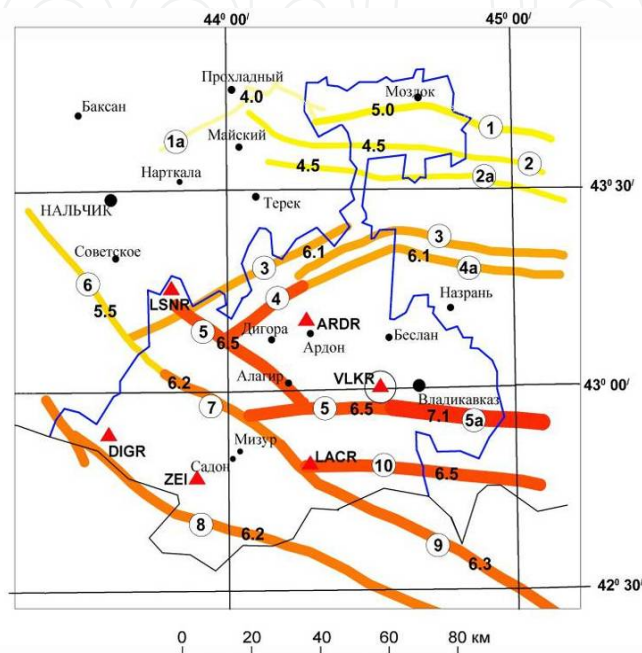 44⁰ 00/
45⁰ 00/
Прохладный
4.0
Моздок
5.0
Баксан
1
1а
Майский
4.5
2
4.5
2а
Нарткала
43⁰ 30/
НАЛЬЧИК
Терек
3
6.1
3
6.1
4а
Советское
6
4
5.5
LSNR
Назрань
5
6.5
Дигора
ARDR
Ардон
Беслан
43⁰ 00/
Алагир
VLKR
6.2
Владикавказ
7
5
6.5
7.1
5а
DIGR
Мизур
Садон
LACR
10
6.5
ZEI
8
6.2
9
6.3
42⁰ 30/
0 20 40 60 80 км